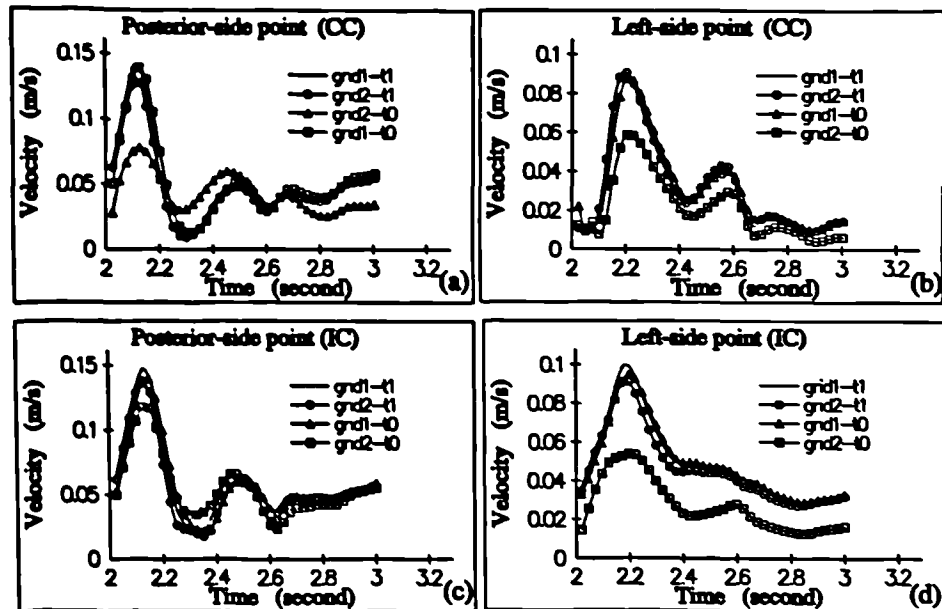 Posterior-side point (CC)
Velocity (m/s)
0.15
0.1
0.05
0
grid1-t1
grid2-t1
grid2-t0
grid1-t0
2 2.2 2.4 2.6 2.8 3 3.2
Time (second)
(a)
Left-side point (CC)
Velocity (m/s)
0.1
0.08
0.06
0.04
0.02
0
grid1-t1
grid2-t1
grid1-t0
grid2-t0
2 2.2 2.4 2.6 2.8 3 3.2
Time (second)
(b)
Posterior-side point (IC)
Velocity (m/s)
0.15
0.1
0.05
0
grid1-t1
grid2-t1
grid1-t0
grid2-t0
2 2.2 2.4 2.6 2.8 3 3.2
Time (second)
(c)
Left-side point (IC)
Velocity (m/s)
0.1
0.08
0.06
0.04
0.02
0
grid1-t1
grid2-t1
grid1-t0
grid2-t0
2 2.2 2.4 2.6 2.8 3 3.2
Time (second)
(d)